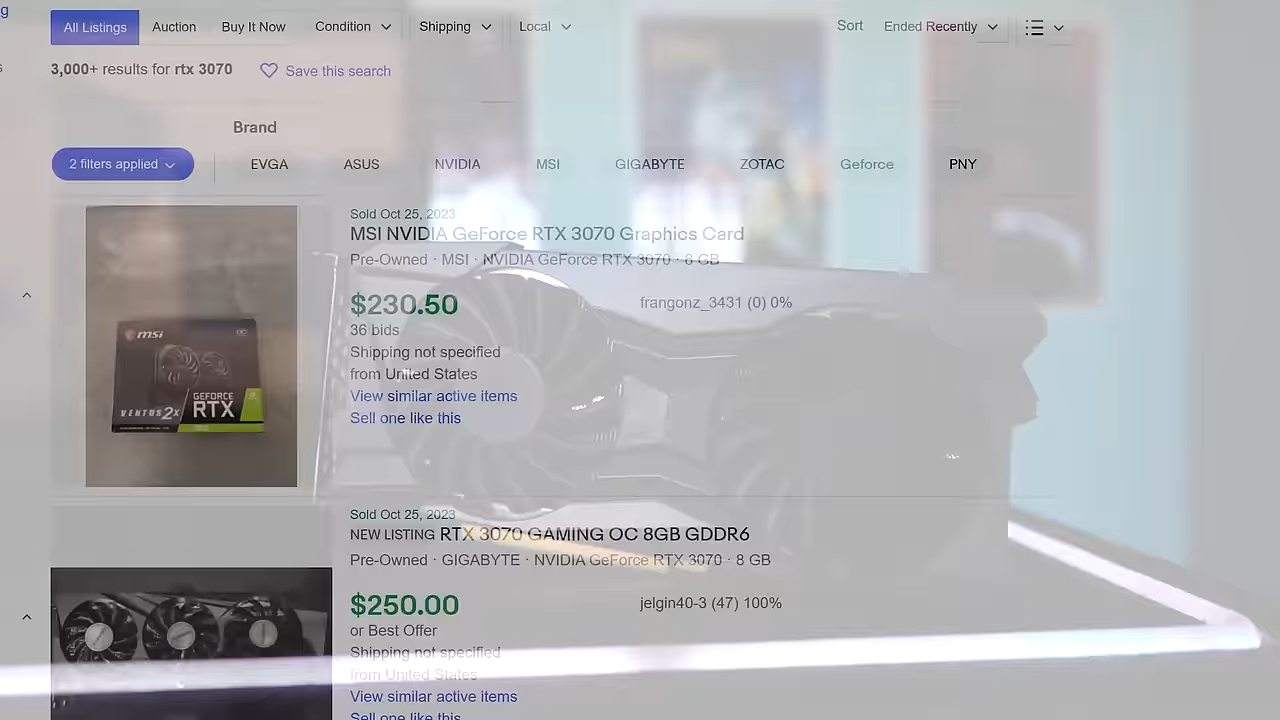 g
All Listings Auction Buy It Now Condition Shipping Local Sort Ended Recently
s
3,000+ results for rtx 3070 Save this search
Brand
2 filters applied EVGA ASUS NVIDIA MSI GIGABYTE ZOTAC Geforce PNY
Sold Oct 25, 2023
MSI NVIDIA GeForce RTX 3070 Graphics Card
Pre-Owned · MSI · NVIDIA GeForce RTX 3070 · 8 GB
$230.50 frangonz_3431 (0) 0%
36 bids
Shipping not specified
from United States
View similar active items
Sell one like this
msi OC
VENTUS 2X GEFORCE RTX
Sold Oct 25, 2023
NEW LISTING RTX 3070 GAMING OC 8GB GDDR6
Pre-Owned · GIGABYTE · NVIDIA GeForce RTX 3070 · 8 GB
$250.00 jelgin40-3 (47) 100%
or Best Offer
Shipping not specified
from United States
View similar active items
Sell one like this